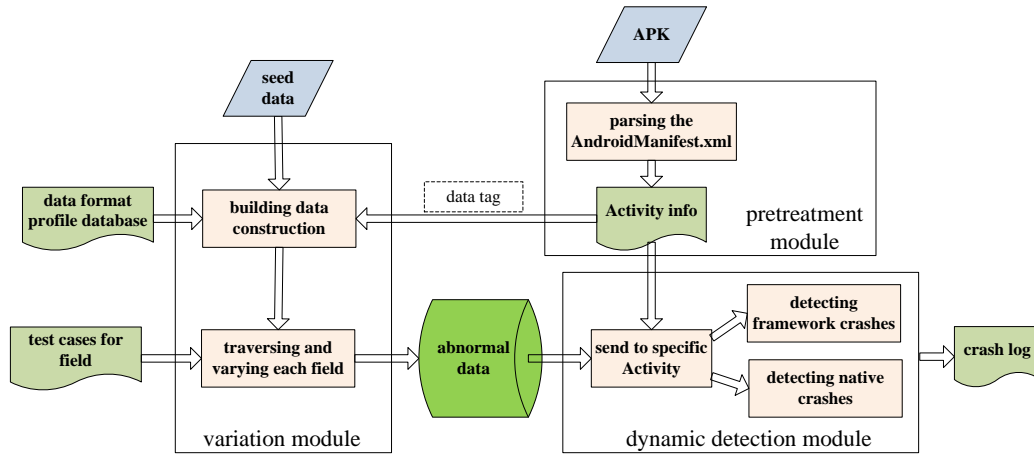 APK
seed
data
parsing the
AndroidManifest.xml
data format
profile database
building data
construction
data tag
Activity info
pretreatment
module
test cases for
field
traversing and
varying each field
abnormal
data
send to specific
Activity
detecting
framework crashes
detecting native
crashes
crash log
variation module
dynamic detection module